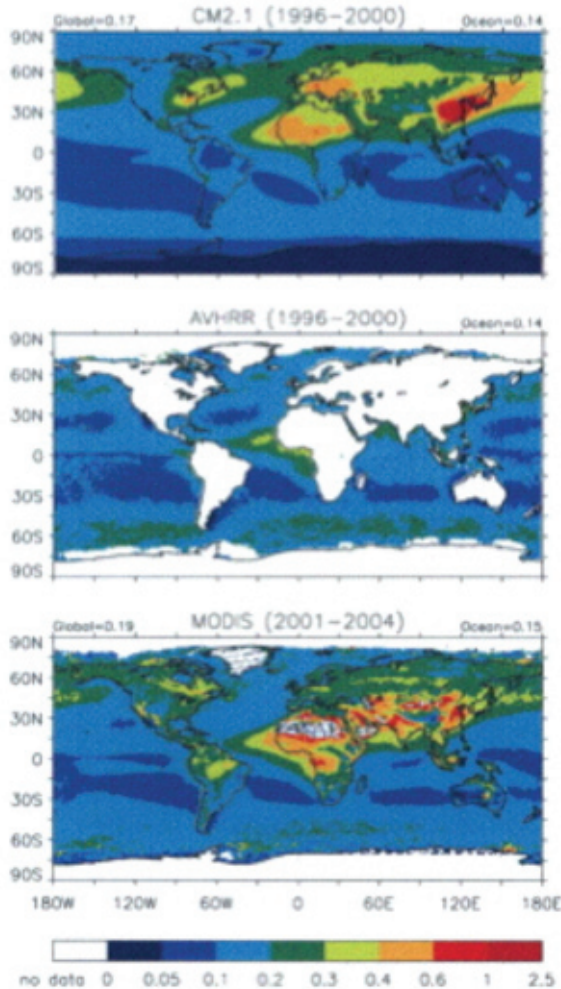 Global=0.17 CM2.1 (1996-2000) Ocean=0.14
90N
60N
30N
0
30S
60S
90S
AVHRR (1996-2000) Ocean=0.14
90N
60N
30N
0
30S
60S
90S
Global=0.19 MODIS (2001-2004) Ocean=0.15
90N
60N
30N
0
30S
60S
90S
180W 120W 60W 0 60E 120E 180E
no data 0 0.05 0.1 0.2 0.3 0.4 0.6 1 2.5